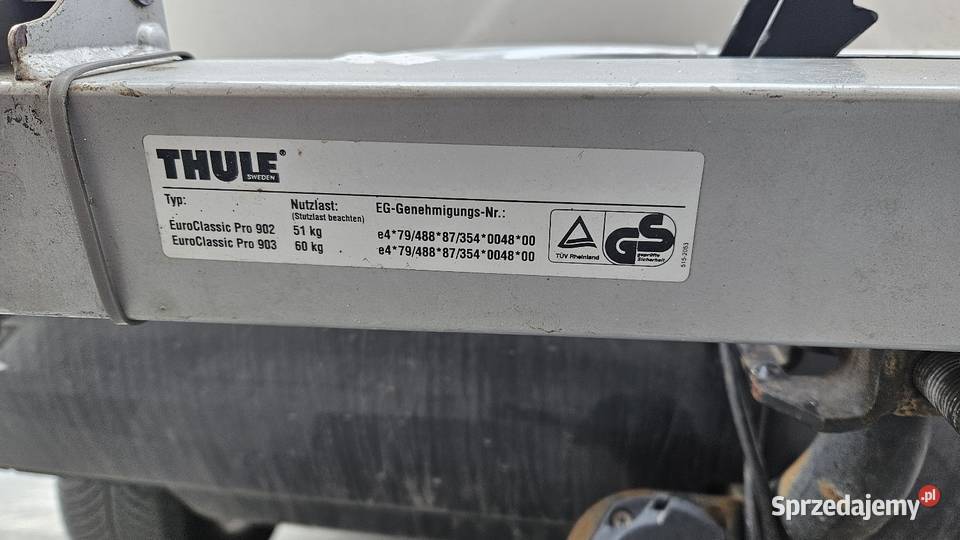 THULE®
SWEDEN
Typ: Nutzlast: EG-Genehmigungs-Nr.:
(Stutzlast beachten)
EuroClassic Pro 902 51 kg e4*79/488*87/354*0048*00
EuroClassic Pro 903 60 kg e4*79/488*87/354*0048*00
TÜV Rheinland
GS
geprüfte
Sicherheit
515-2053
Sprzedajemy.pl